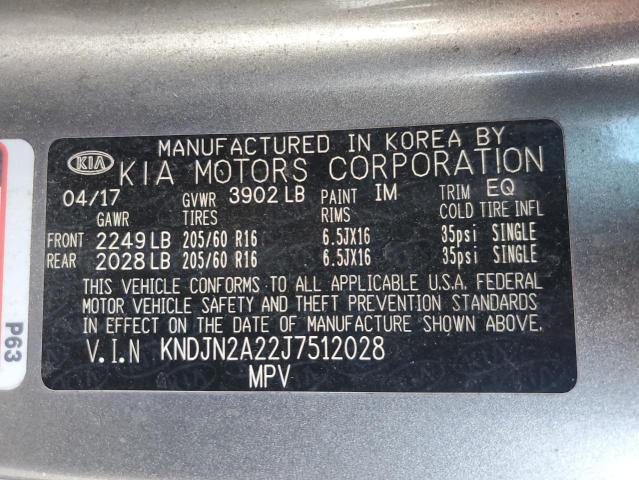 MANUFACTURED IN KOREA BY
KIA KIA MOTORS CORPORATION
04/17 GVWR 3902 LB PAINT IM TRIM EQ
GAWR TIRES RIMS COLD TIRE INFL
FRONT 2249 LB 205/60 R16 6.5JX16 35psi SINGLE
REAR 2028 LB 205/60 R16 6.5JX16 35psi SINGLE
THIS VEHICLE CONFORMS TO ALL APPLICABLE U.S.A. FEDERAL
MOTOR VEHICLE SAFETY AND THEFT PREVENTION STANDARDS
IN EFFECT ON THE DATE OF MANUFACTURE SHOWN ABOVE.
V.I.N KNDJN2A22J7512028
MPV
P63